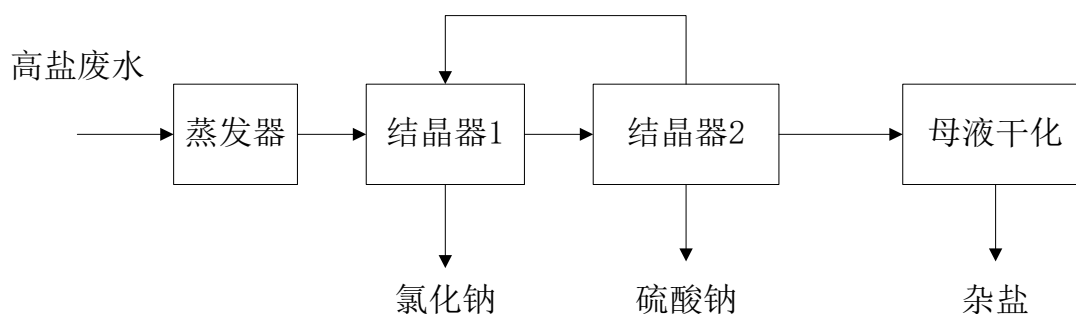 高盐废水
蒸发器
结晶器1
结晶器2
母液干化
氯化钠
硫酸钠
杂盐